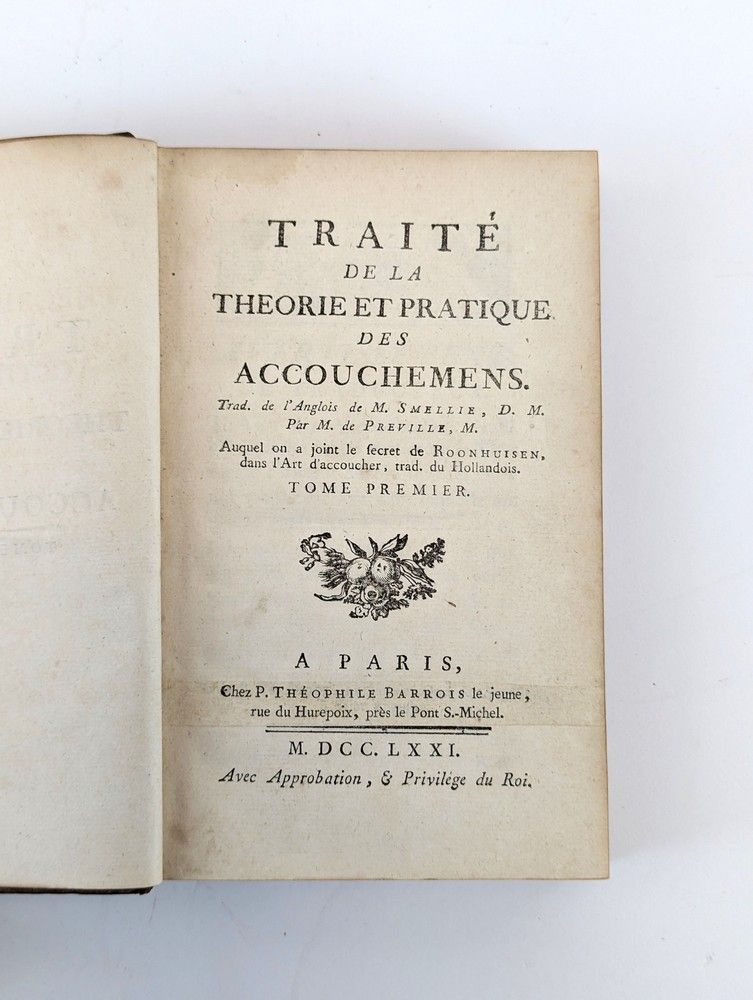 TRAITÉ
DE LA
THEORIE ET PRATIQUE
DES
ACCOUCHEMENS.
Trad. de l'Anglois de M. SMELLIE, D. M.
Par M. de PREVILLE, M.
Auquel on a joint le secret de ROONHUISEN,
dans l'Art d'accoucher, trad. du Hollandois.
TOME PREMIER.
A PARIS,
Chez P. THÉOPHILE BARROIS le jeune,
rue du Hurepoix, près le Pont S.-Michel.
M. DCC. LXXI.
Avec Approbation, & Privilége du Roi.